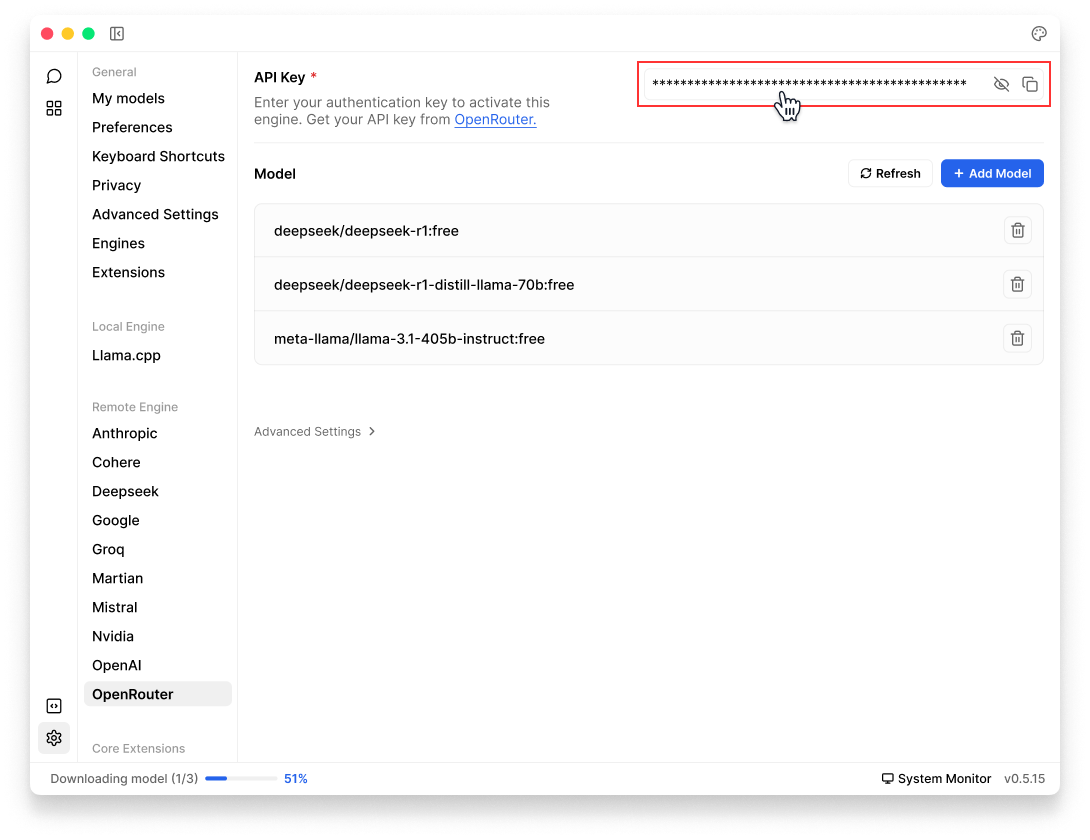 General
My models
Preferences
Keyboard Shortcuts
Privacy
Advanced Settings
Engines
Extensions
Local Engine
Llama.cpp
Remote Engine
Anthropic
Cohere
Deepseek
Google
Groq
Martian
Mistral
Nvidia
OpenAI
OpenRouter
Core Extensions
API Key *
Enter your authentication key to activate this
engine. Get your API key from OpenRouter.
*********************************************
Model
Refresh
+ Add Model
deepseek/deepseek-r1:free
deepseek/deepseek-r1-distill-llama-70b:free
meta-llama/llama-3.1-405b-instruct:free
Advanced Settings
Downloading model (1/3) 51%
System Monitor v0.5.15